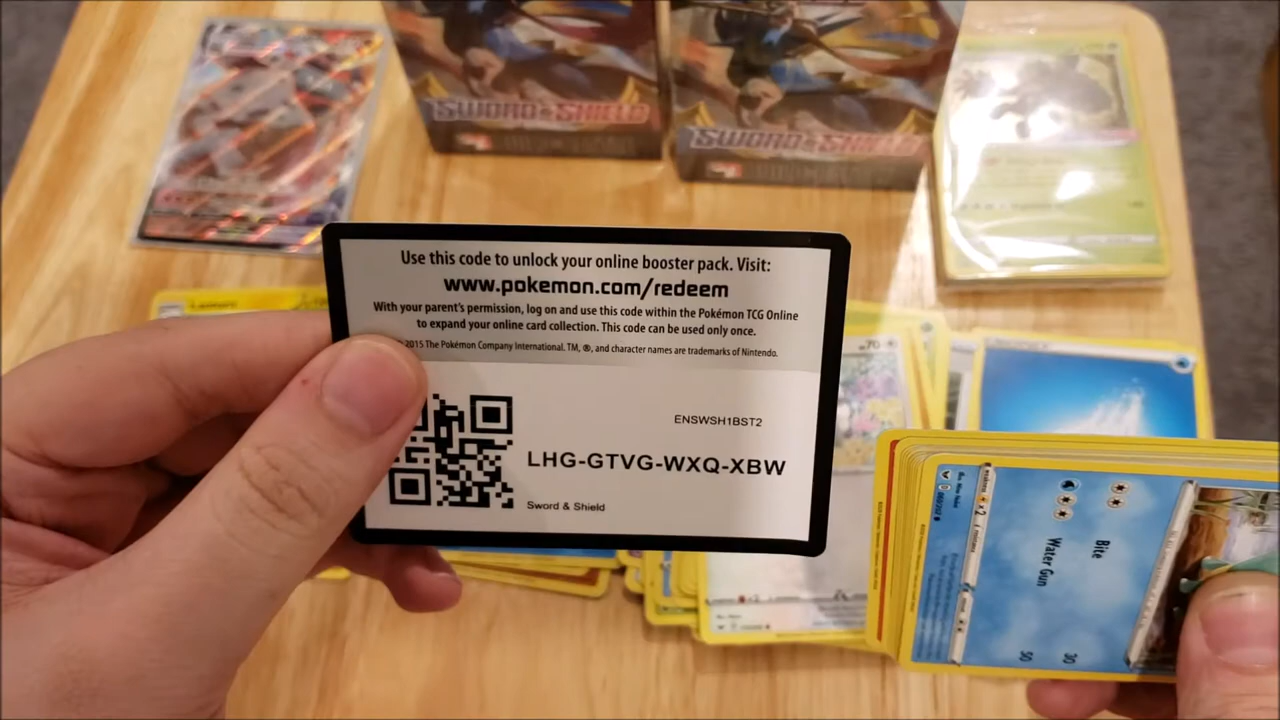 SWORD & SHIELD
SWORD & SHIELD
Use this code to unlock your online booster pack. Visit:
www.pokemon.com/redeem
With your parent's permission, log on and use this code within the Pokémon TCG Online
to expand your online card collection. This code can be used only once.
2015 The Pokémon Company International. TM, ®, and character names are trademarks of Nintendo.
ENSWSH1BST2
LHG-GTVG-WXQ-XBW
Sword & Shield
70
Bite 30
Water Gun 50